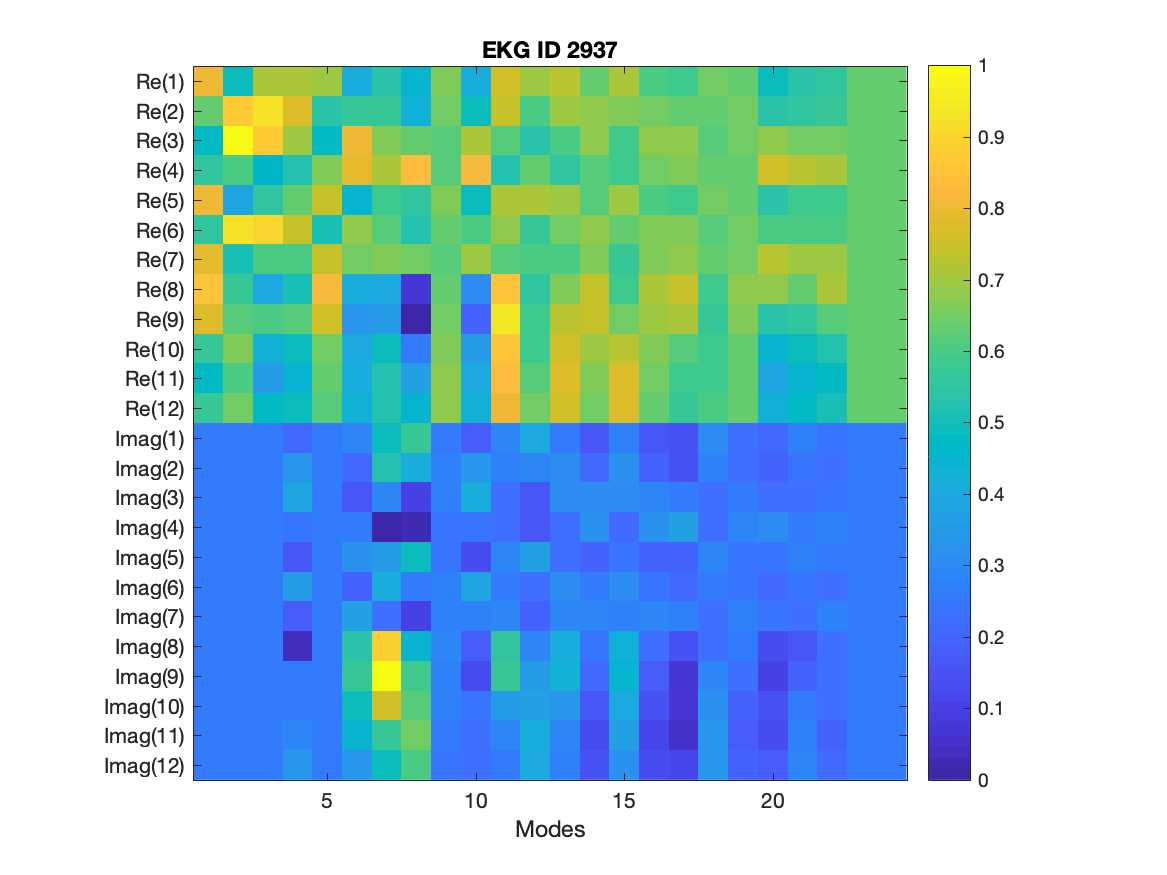 EKG ID 2937
Re(1)
Re(2)
Re(3)
Re(4)
Re(5)
Re(6)
Re(7)
Re(8)
Re(9)
Re(10)
Re(11)
Re(12)
Imag(1)
Imag(2)
Imag(3)
Imag(4)
Imag(5)
Imag(6)
Imag(7)
Imag(8)
Imag(9)
Imag(10)
Imag(11)
Imag(12)
5 10 15 20
Modes
1
0.9
0.8
0.7
0.6
0.5
0.4
0.3
0.2
0.1
0